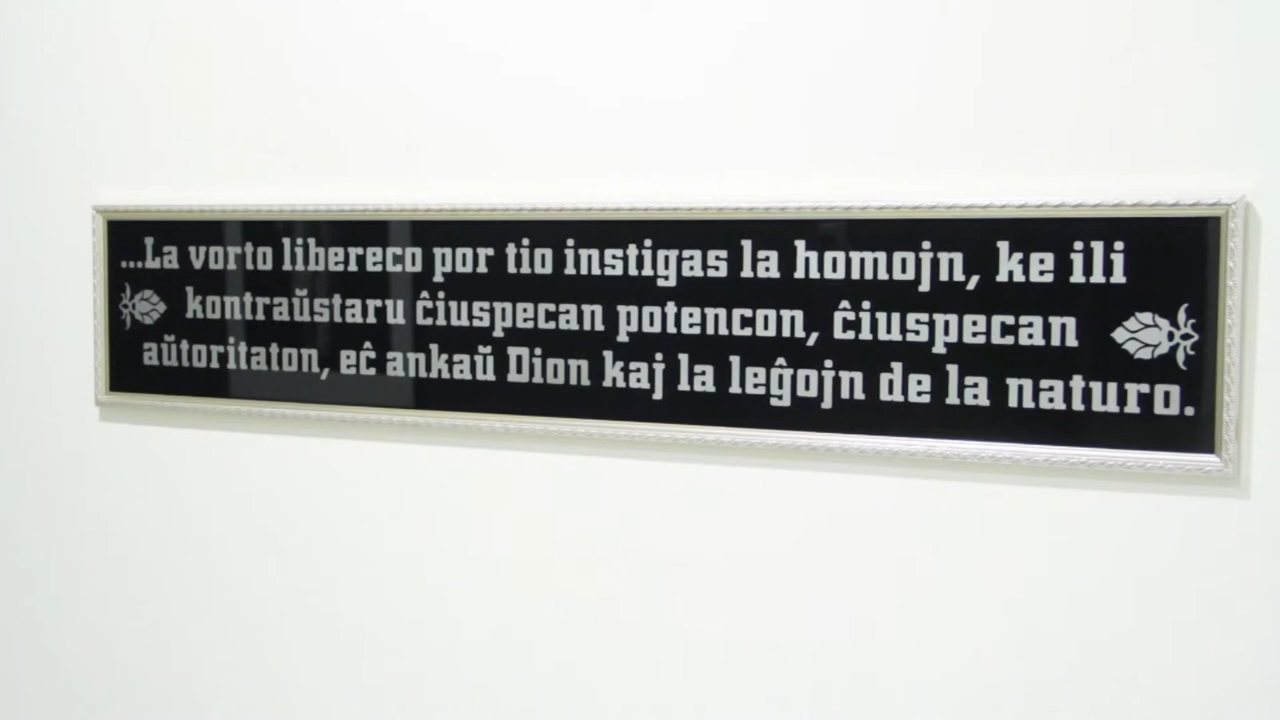 ...La vorto libereco por tio instigas la homojn, ke ili
kontraŭstaru ĉiuspecan potencon, ĉiuspecan
aŭtoritaton, eĉ ankaŭ Dion kaj la leĝojn de la naturo.